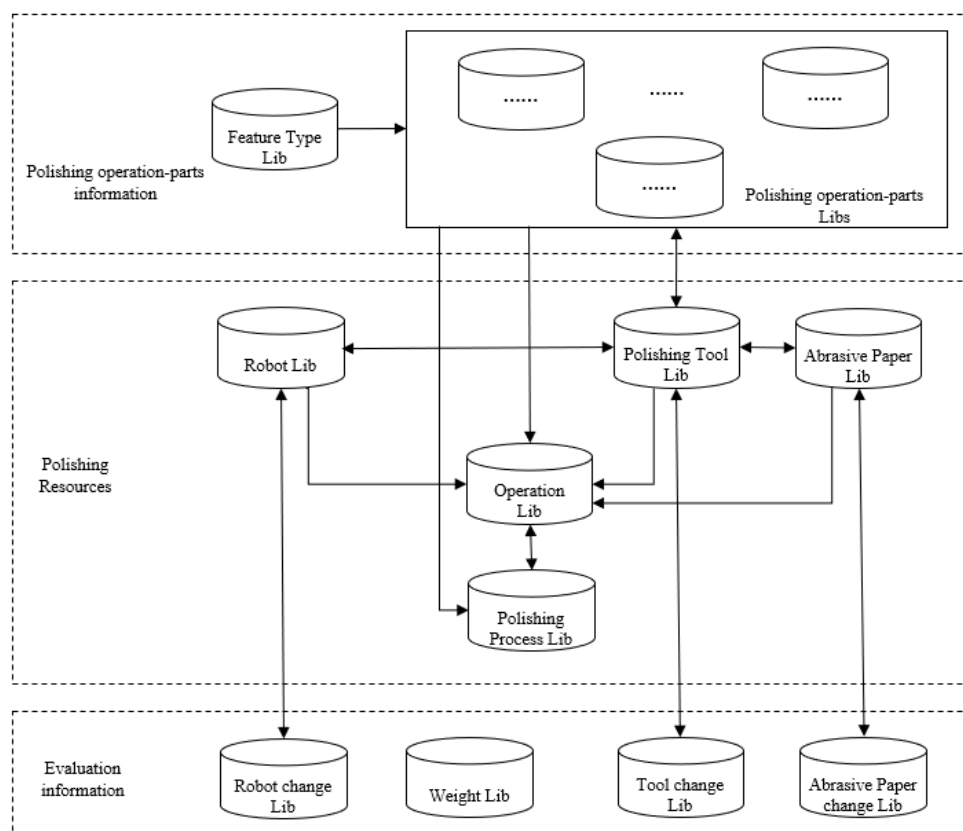 ......
......
......
Feature Type
Lib
Polishing operation-parts
information
......
Polishing operation-parts
Libs
Robot Lib
Polishing Tool
Lib
Abrasive Paper
Lib
Polishing
Resources
Operation
Lib
Polishing
Process Lib
Evaluation
information
Robot change
Lib
Weight Lib
Tool change
Lib
Abrasive Paper
change Lib